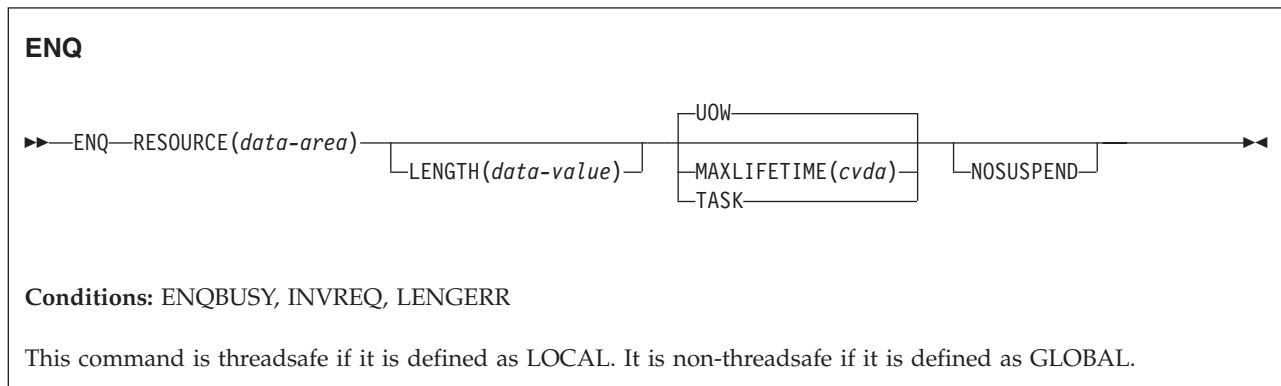 ENQ
UOW
ENQ RESOURCE(data-area)
LENGTH(data-value) MAXLIFETIME(cvda) NOSUSPEND
TASK
Conditions: ENQBUSY, INVREQ, LENGERR
This command is threadsafe if it is defined as LOCAL. It is non-threadsafe if it is defined as GLOBAL.